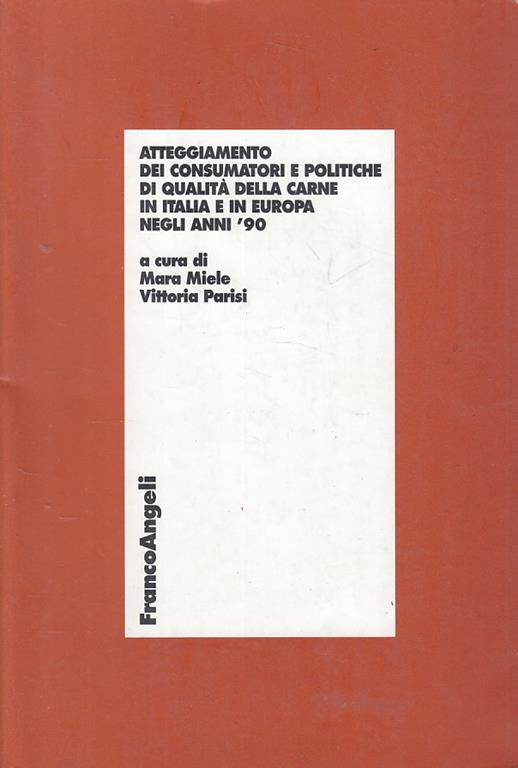 ATTEGGIAMENTO
DEI CONSUMATORI E POLITICHE
DI QUALITÀ DELLA CARNE
IN ITALIA E IN EUROPA
NEGLI ANNI '90
a cura di
Mara Miele
Vittoria Parisi
FrancoAngeli